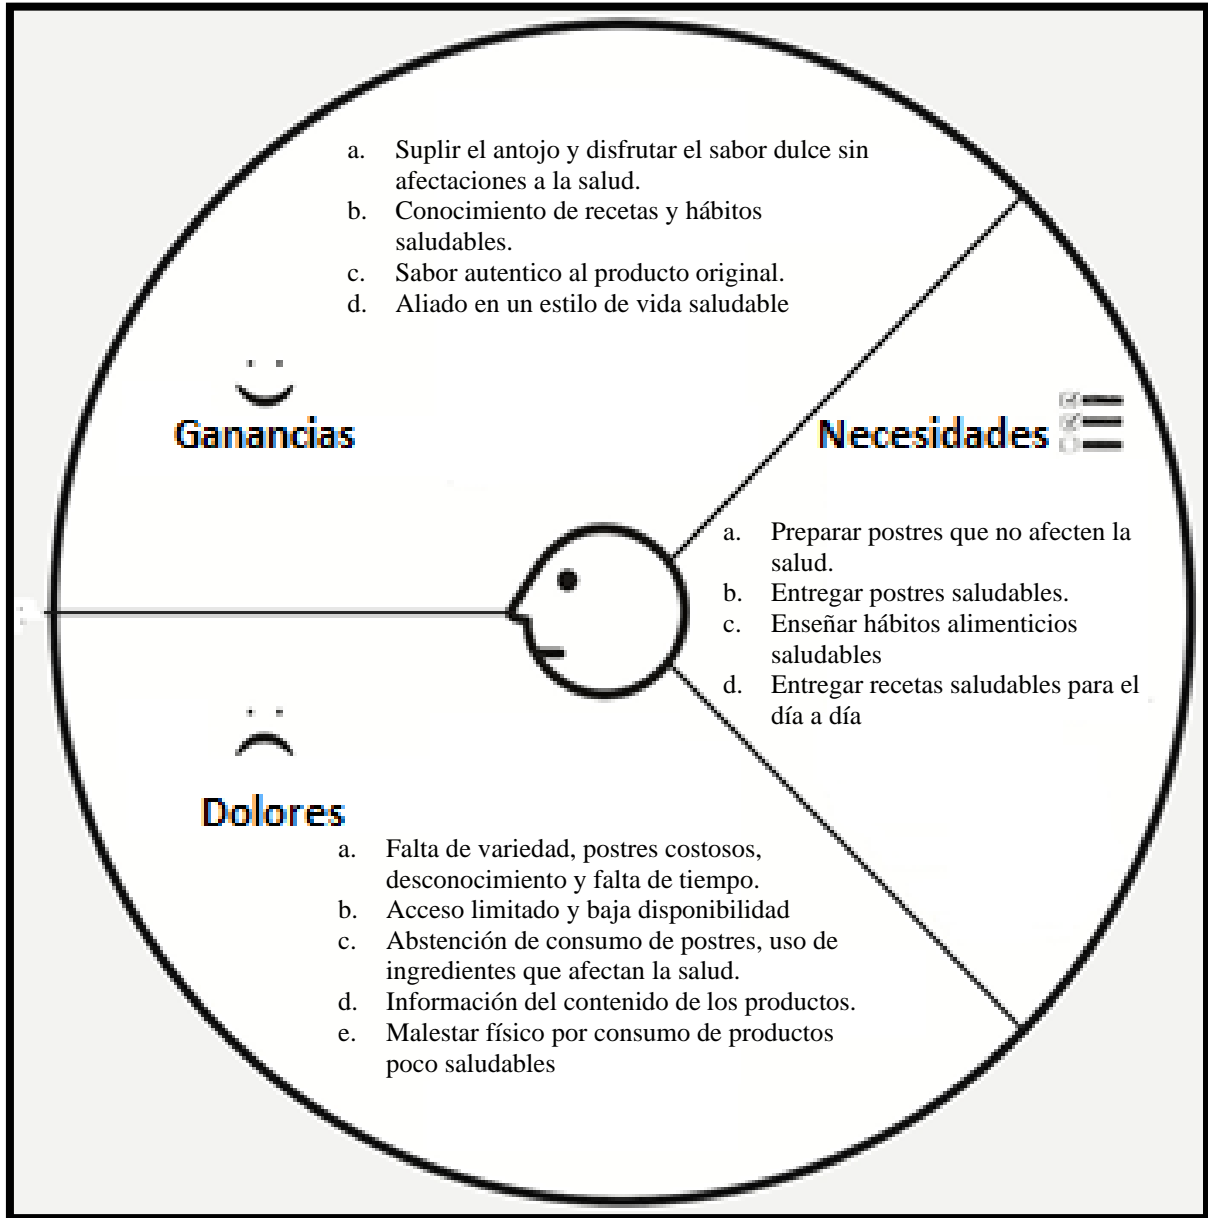 a. Suplir el antojo y disfrutar el sabor dulce sin
afectaciones a la salud.
b. Conocimiento de recetas y hábitos
saludables.
c. Sabor autentico al producto original.
d. Aliado en un estilo de vida saludable
Ganancias
Necesidades
a. Preparar postres que no afecten la
salud.
b. Entregar postres saludables.
c. Enseñar hábitos alimenticios
saludables
d. Entregar recetas saludables para el
día a día
Dolores
a. Falta de variedad, postres costosos,
desconocimiento y falta de tiempo.
b. Acceso limitado y baja disponibilidad
c. Abstención de consumo de postres, uso de
ingredientes que afectan la salud.
d. Información del contenido de los productos.
e. Malestar físico por consumo de productos
poco saludables